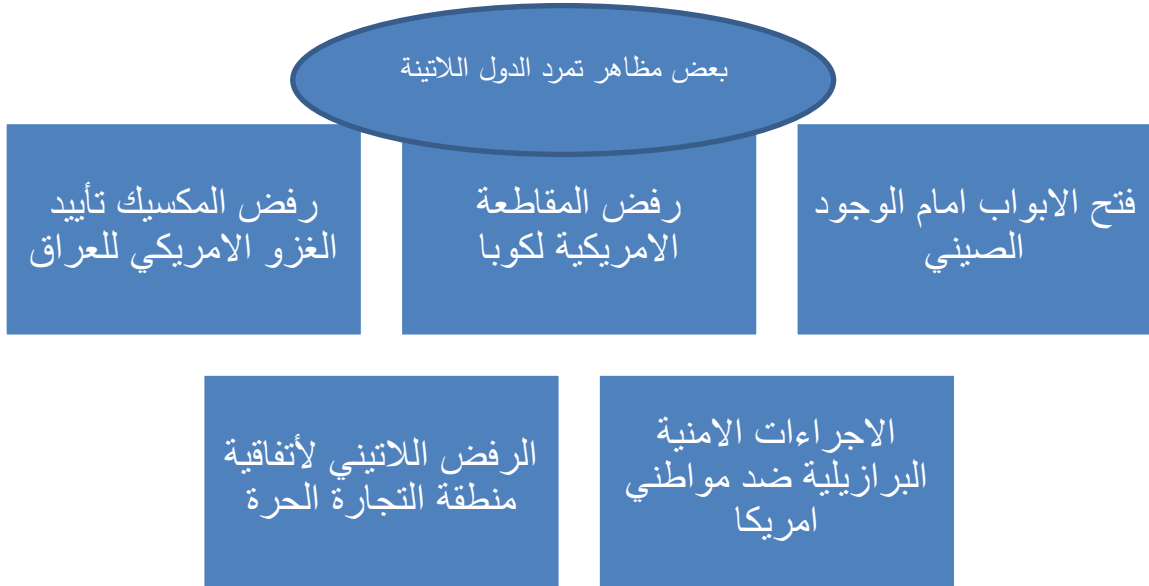 بعض مظاهر تمرد الدول اللاتينة
فتح الابواب امام الوجود
الصيني
رفض المقاطعة
الامريكية لكوبا
رفض المكسيك تأييد
الغزو الامريكي للعراق
الاجراءات الامنية
البرازيلية ضد مواطني
امريكا
الرفض اللاتيني لأتفاقية
منطقة التجارة الحرة